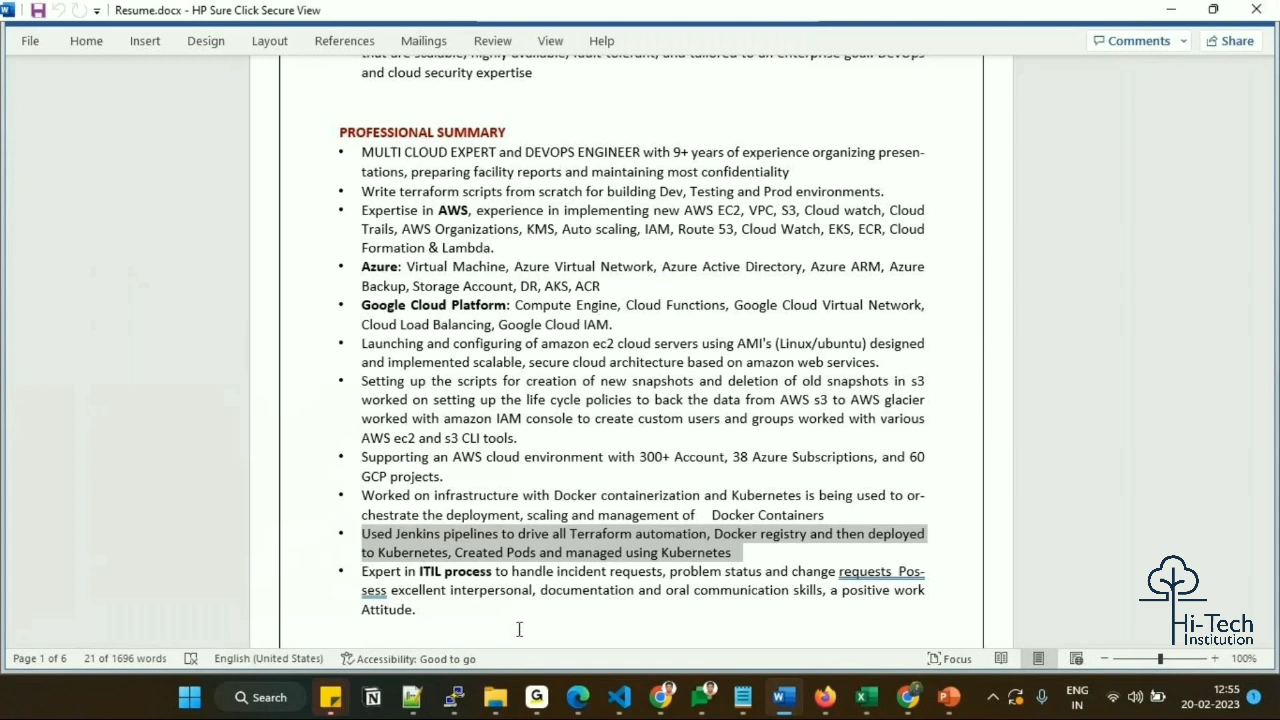 Resume.docx - HP Sure Click Secure View
File Home Insert Design Layout References Mailings Review View Help Comments Share
that are scalable, highly available, fault tolerant, and tailored to an enterprise goal. DevOps
and cloud security expertise
PROFESSIONAL SUMMARY
• MULTI CLOUD EXPERT and DEVOPS ENGINEER with 9+ years of experience organizing presen-
tations, preparing facility reports and maintaining most confidentiality
• Write terraform scripts from scratch for building Dev, Testing and Prod environments.
• Expertise in AWS, experience in implementing new AWS EC2, VPC, S3, Cloud watch, Cloud
Trails, AWS Organizations, KMS, Auto scaling, IAM, Route 53, Cloud Watch, EKS, ECR, Cloud
Formation & Lambda.
• Azure: Virtual Machine, Azure Virtual Network, Azure Active Directory, Azure ARM, Azure
Backup, Storage Account, DR, AKS, ACR
• Google Cloud Platform: Compute Engine, Cloud Functions, Google Cloud Virtual Network,
Cloud Load Balancing, Google Cloud IAM.
• Launching and configuring of amazon ec2 cloud servers using AMI's (Linux/ubuntu) designed
and implemented scalable, secure cloud architecture based on amazon web services.
• Setting up the scripts for creation of new snapshots and deletion of old snapshots in s3
worked on setting up the life cycle policies to back the data from AWS s3 to AWS glacier
worked with amazon IAM console to create custom users and groups worked with various
AWS ec2 and s3 CLI tools.
• Supporting an AWS cloud environment with 300+ Account, 38 Azure Subscriptions, and 60
GCP projects.
• Worked on infrastructure with Docker containerization and Kubernetes is being used to or-
chestrate the deployment, scaling and management of Docker Containers
• Used Jenkins pipelines to drive all Terraform automation, Docker registry and then deployed
to Kubernetes, Created Pods and managed using Kubernetes
• Expert in ITIL process to handle incident requests, problem status and change requests Pos-
sess excellent interpersonal, documentation and oral communication skills, a positive work
Attitude.
Hi-Tech
Institution
Page 1 of 6 21 of 1696 words English (United States) Accessibility: Good to go Focus 100%
Search ENG 12:55
IN 20-02-2023